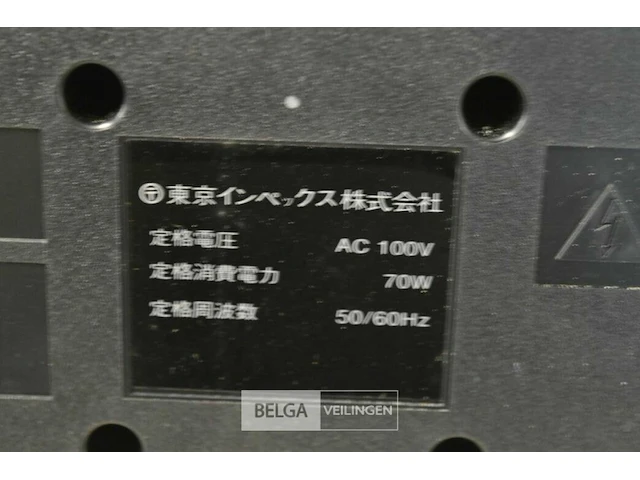 東京インペックス株式会社
定格電圧 AC 100V
定格消費電力 70W
定格周波数 50/60Hz
BELGA VEILINGEN